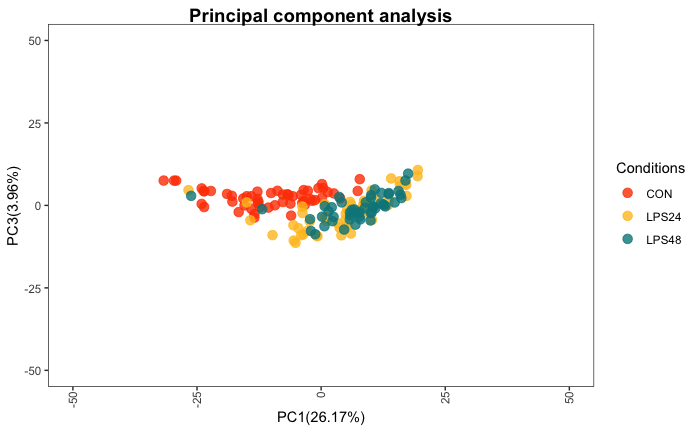 Principal component analysis
PC3(3.96%)
50
25
0
-25
-50
-50
-25
0
25
50
PC1(26.17%)
Conditions
CON
LPS24
LPS48